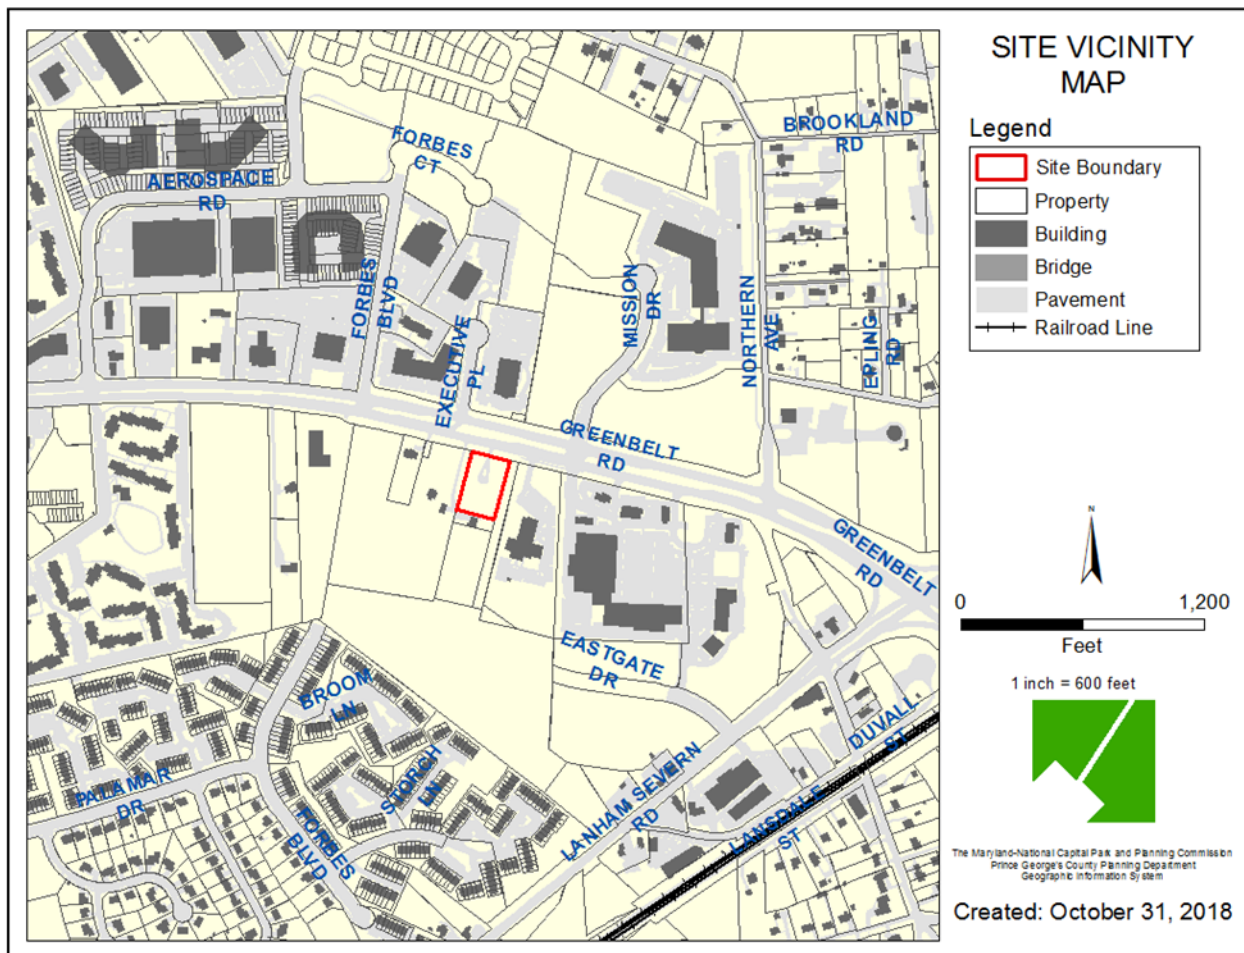 SITE VICINITY
MAP
Legend
Site Boundary
Property
Building
Bridge
Pavement
Railroad Line
BROOKLAND
RD
FORBES
CT
AEROSPACE
RD
FORBES
BLVD
MISSION
DR
NORTHERN
AVE
EPLING
RD
EXECUTIVE
PL
GREENBELT
RD
GREENBELT
RD
EASTGATE
DR
BROOM
LN
STORCH
LN
PALAMAR
DR
FORBES
BLVD
LANHAM SEVERN
RD
DUVALL
ST
LANSDALE
ST
N
0 1,200
Feet
1 inch = 600 feet
The Maryland-National Capital Park and Planning Commission
Prince George's County Planning Department
Geographic Information System
Created: October 31, 2018